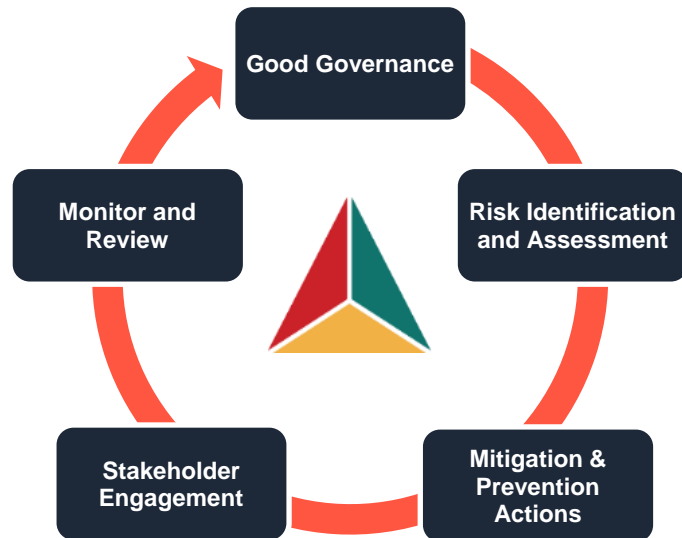 Good Governance
Risk Identification
and Assessment
Mitigation &
Prevention
Actions
Stakeholder
Engagement
Monitor and
Review